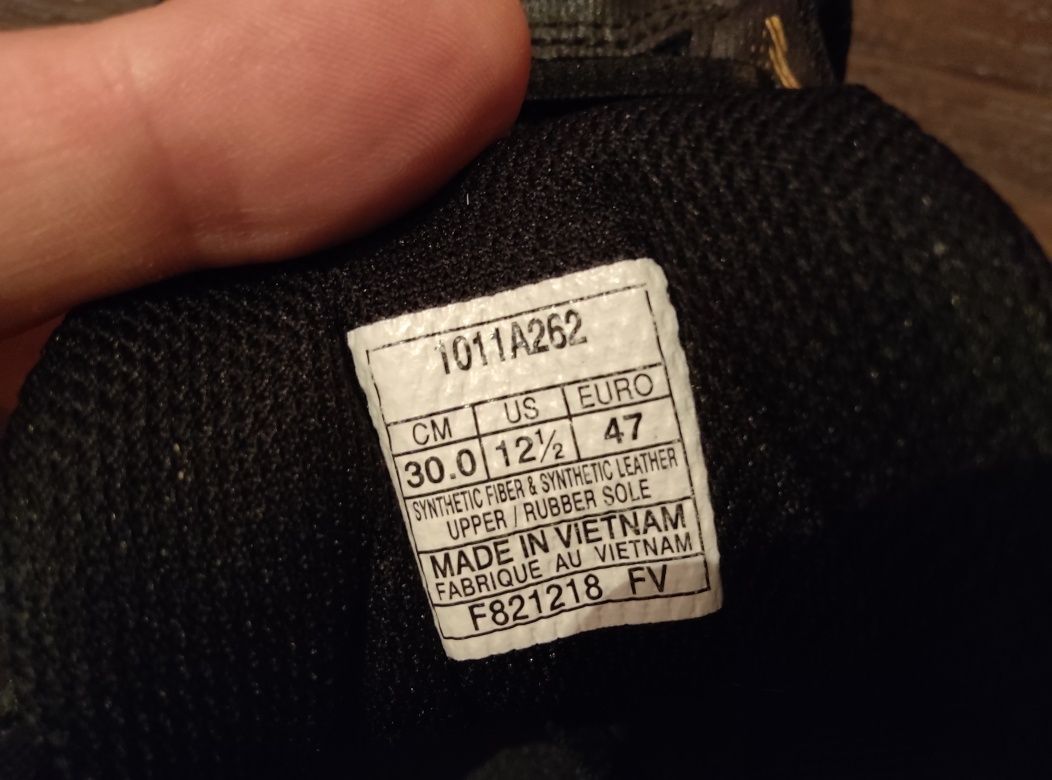 1011A262
CM US EURO
30.0 12½ 47
SYNTHETIC FIBER & SYNTHETIC LEATHER
UPPER / RUBBER SOLE
MADE IN VIETNAM
FABRIQUE AU VIETNAM
F821218 FV